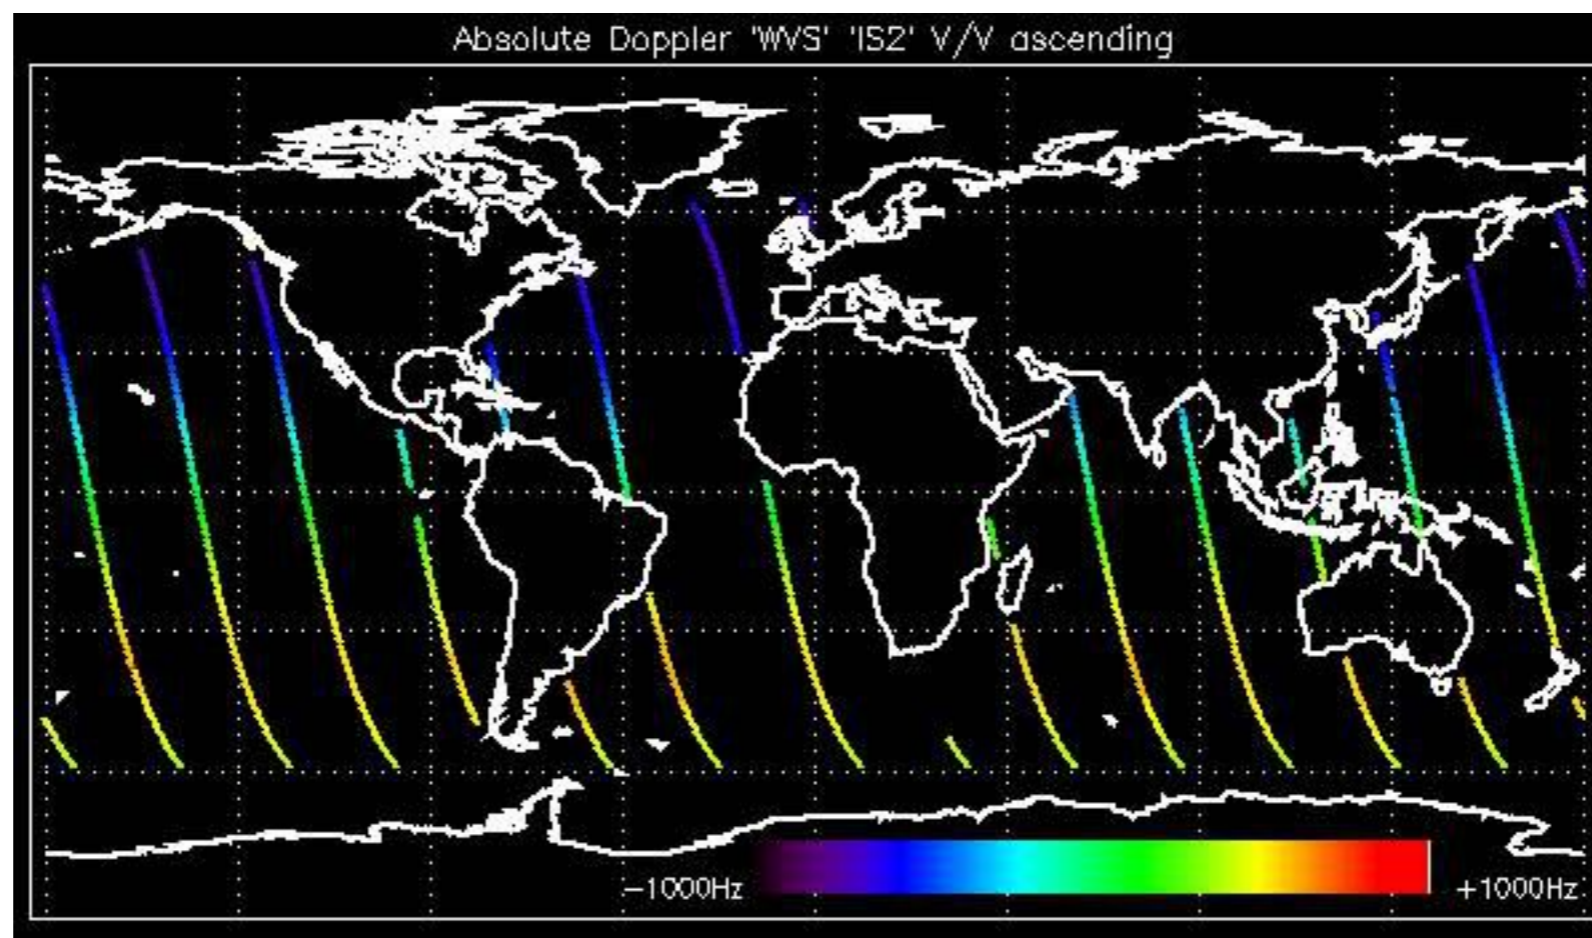 Absolute Doppler 'WVS' 'IS2' V/V ascending
-1000Hz +1000Hz